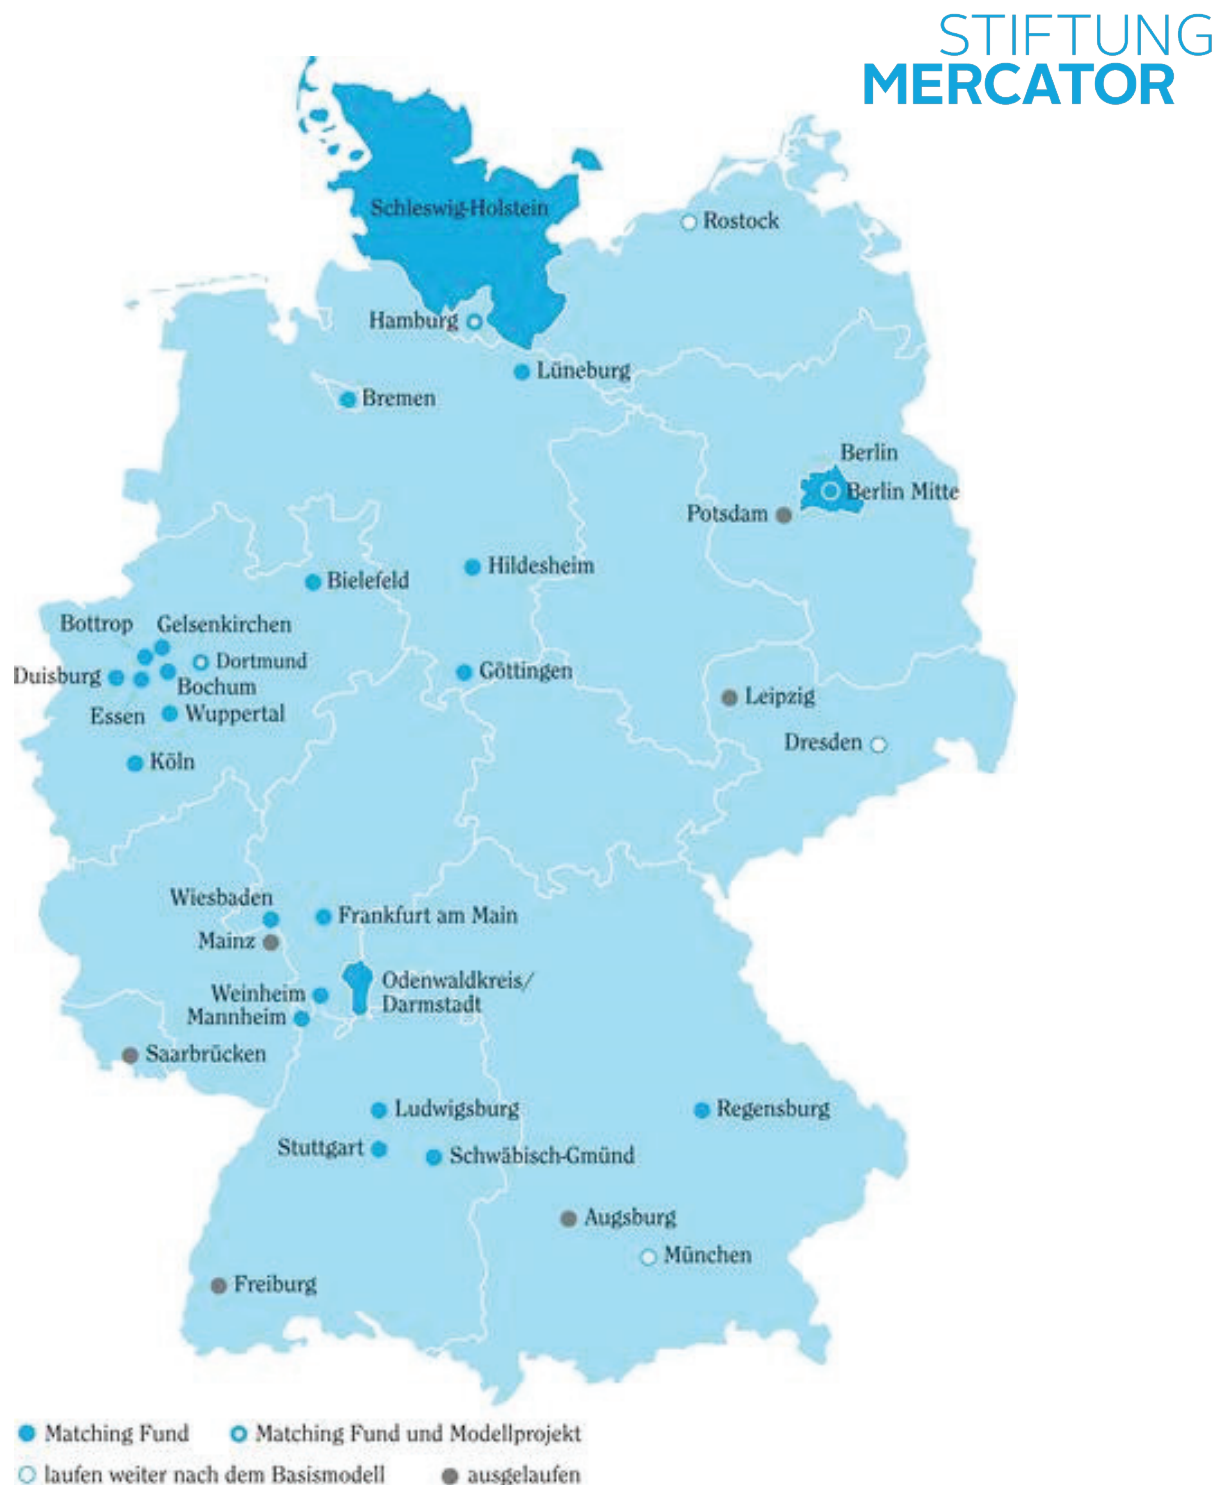 STIFTUNG
MERCATOR
Schleswig-Holstein
Rostock
Hamburg
Lüneburg
Bremen
Berlin
Berlin Mitte
Potsdam
Hildesheim
Bielefeld
Bottrop
Gelsenkirchen
Dortmund
Duisburg
Göttingen
Bochum
Essen
Wuppertal
Leipzig
Dresden
Köln
Wiesbaden
Frankfurt am Main
Mainz
Odenwaldkreis/
Darmstadt
Weinheim
Mannheim
Saarbrücken
Ludwigsburg
Regensburg
Stuttgart
Schwäbisch-Gmünd
Augsburg
München
Freiburg
Matching Fund
Matching Fund und Modellprojekt
laufen weiter nach dem Basismodell
ausgelaufen